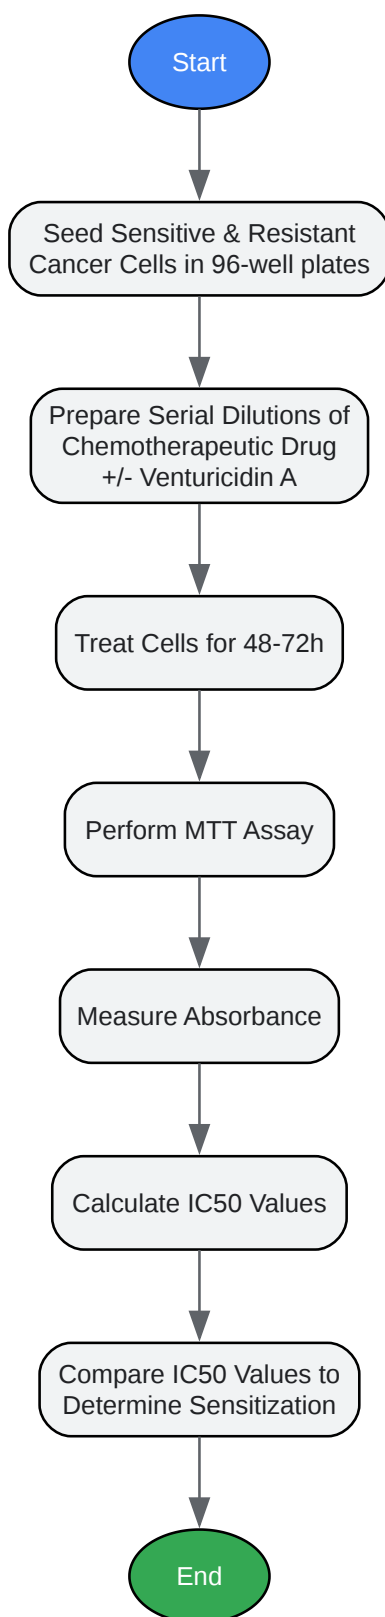 Start
Seed Sensitive & Resistant
Cancer Cells in 96-well plates
Prepare Serial Dilutions of
Chemotherapeutic Drug
+/- Venturicidin A
Treat Cells for 48-72h
Perform MTT Assay
Measure Absorbance
Calculate IC50 Values
Compare IC50 Values to
Determine Sensitization
End